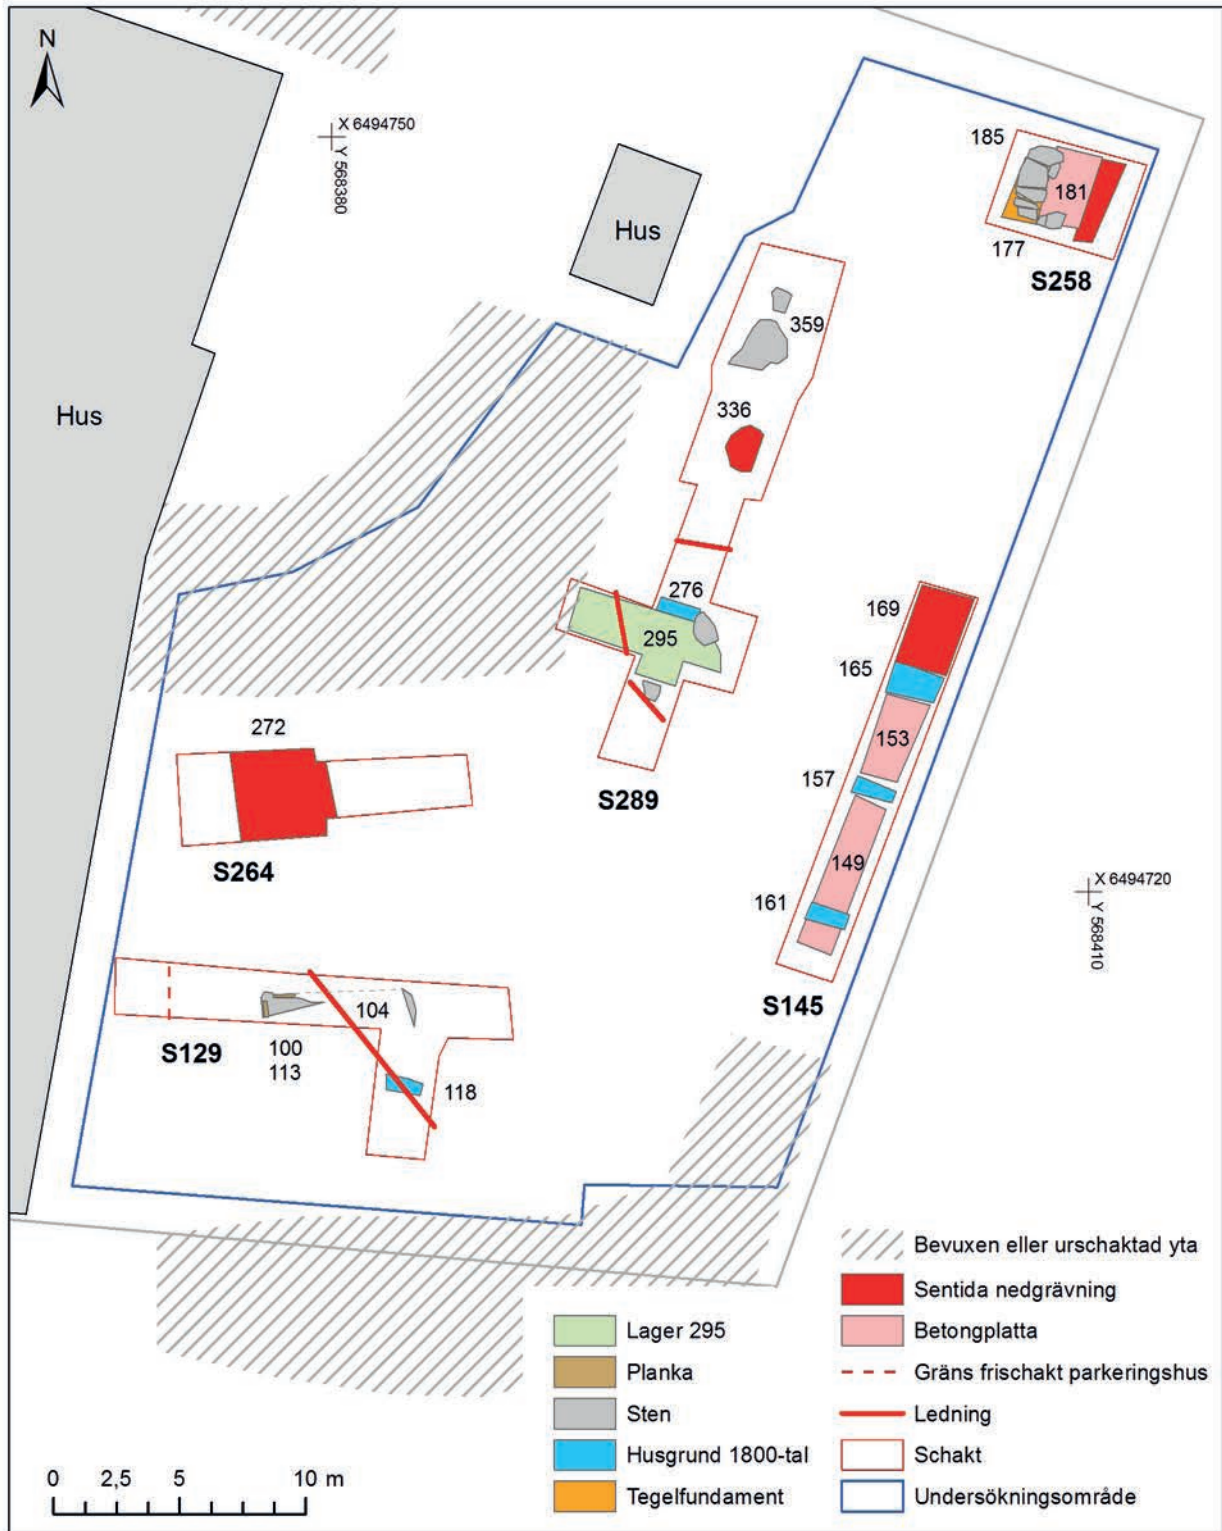 N
X 6494750
Y 568380
Hus
Hus
185
181
177
S258
359
336
276
295
S289
169
165
153
157
149
161
S145
X 6494720
Y 568410
272
S264
104
100
113
S129
118
Bevuxen eller urschaktad yta
Sentida nedgrävning
Betongplatta
Gräns frischakt parkeringshus
Ledning
Schakt
Undersökningsområde
Lager 295
Planka
Sten
Husgrund 1800-tal
Tegelfundament
0 2,5 5 10 m